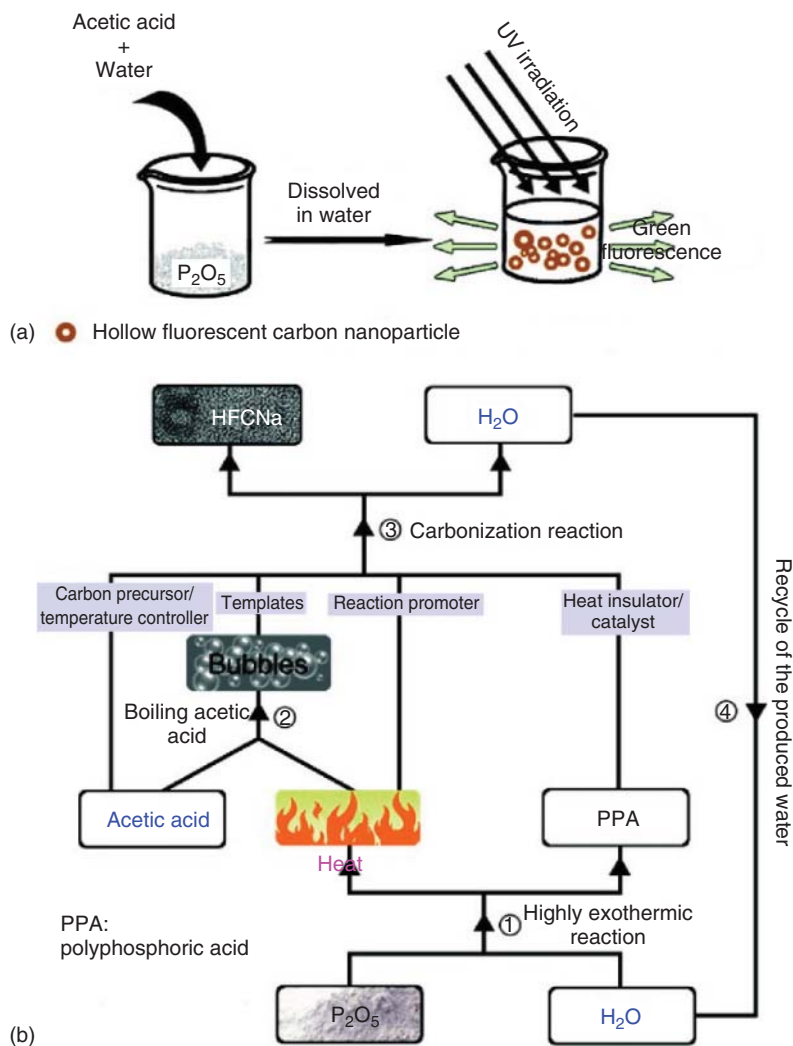 Acetic acid
+
Water
UV irradiation
Dissolved
in water
P₂O₅
Green
fluorescence
(a) Hollow fluorescent carbon nanoparticle
HFCNa
H₂O
③ Carbonization reaction
Carbon precursor/
temperature controller
Templates
Reaction promoter
Heat insulator/
catalyst
Bubbles
Boiling acetic
acid
②
④
Recycle of the produced water
Acetic acid
Heat
PPA
PPA:
polyphosphoric acid
① Highly exothermic
reaction
P₂O₅
H₂O
(b)